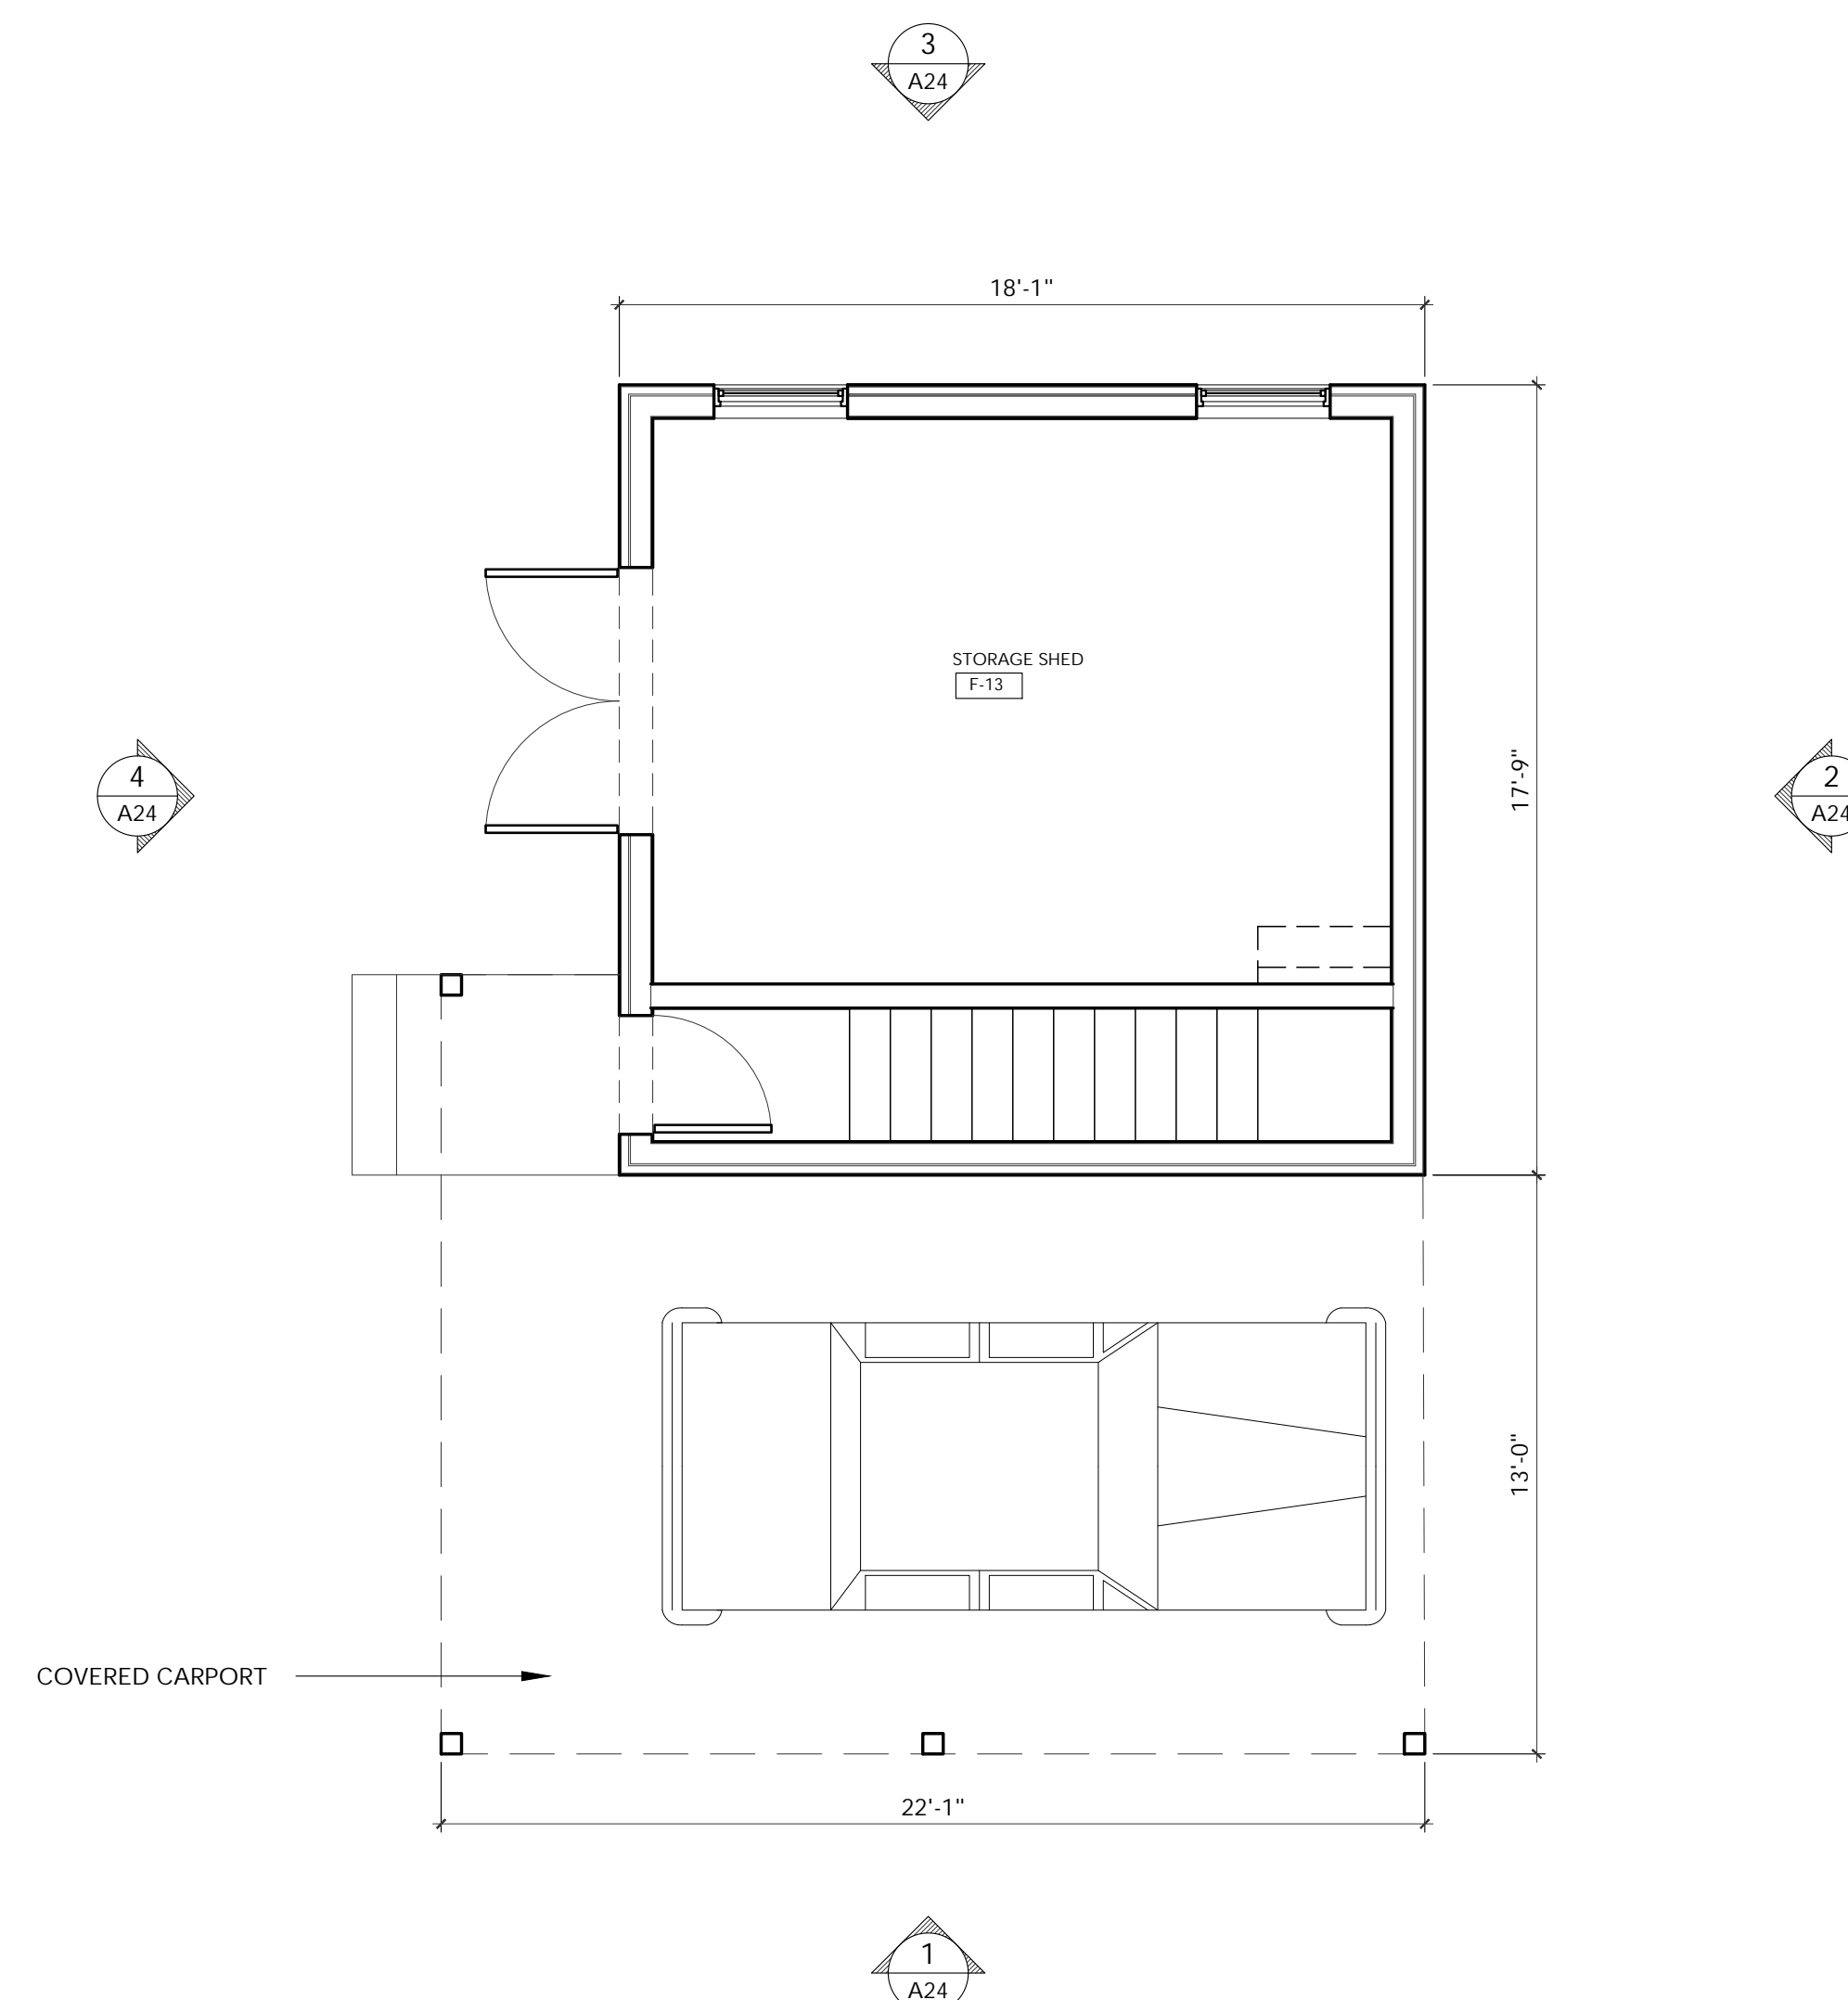 3
A24
18'-1"
STORAGE SHED
F-13
17'-9"
4
A24
2
A24
13'-0"
COVERED CARPORT
22'-1"
1
A24